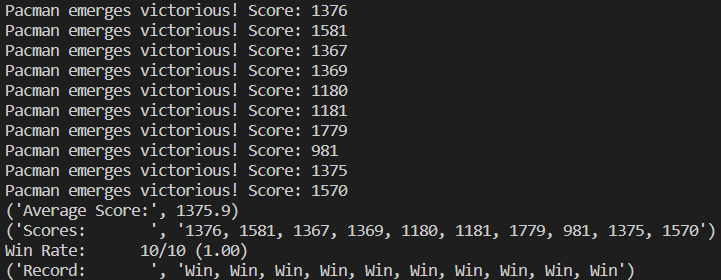 Pacman emerges victorious! Score: 1376
Pacman emerges victorious! Score: 1581
Pacman emerges victorious! Score: 1367
Pacman emerges victorious! Score: 1369
Pacman emerges victorious! Score: 1180
Pacman emerges victorious! Score: 1181
Pacman emerges victorious! Score: 1779
Pacman emerges victorious! Score: 981
Pacman emerges victorious! Score: 1375
Pacman emerges victorious! Score: 1570
('Average Score:', 1375.9)
('Scores:       ', '1376, 1581, 1367, 1369, 1180, 1181, 1779, 981, 1375, 1570')
Win Rate:      10/10 (1.00)
('Record:       ', 'Win, Win, Win, Win, Win, Win, Win, Win, Win, Win')